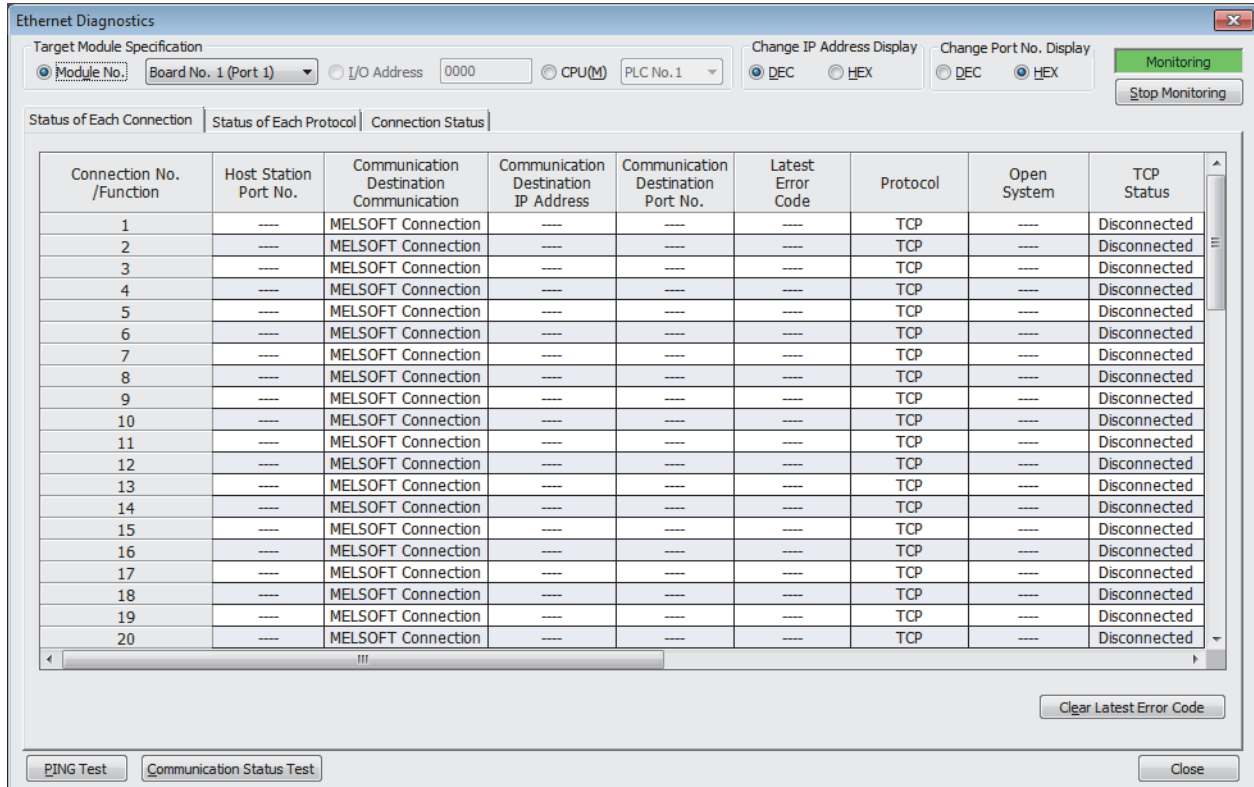 Ethernet Diagnostics
Target Module Specification
Module No. Board No. 1 (Port 1) I/O Address 0000 CPU(M) PLC No.1
Change IP Address Display
DEC HEX
Change Port No. Display
DEC HEX
Monitoring
Stop Monitoring
Status of Each Connection Status of Each Protocol Connection Status
Connection No. /Function Host Station Port No. Communication Destination Communication Communication Destination IP Address Communication Destination Port No. Latest Error Code Protocol Open System TCP Status
1 ---- MELSOFT Connection ---- ---- ---- TCP ---- Disconnected
2 ---- MELSOFT Connection ---- ---- ---- TCP ---- Disconnected
3 ---- MELSOFT Connection ---- ---- ---- TCP ---- Disconnected
4 ---- MELSOFT Connection ---- ---- ---- TCP ---- Disconnected
5 ---- MELSOFT Connection ---- ---- ---- TCP ---- Disconnected
6 ---- MELSOFT Connection ---- ---- ---- TCP ---- Disconnected
7 ---- MELSOFT Connection ---- ---- ---- TCP ---- Disconnected
8 ---- MELSOFT Connection ---- ---- ---- TCP ---- Disconnected
9 ---- MELSOFT Connection ---- ---- ---- TCP ---- Disconnected
10 ---- MELSOFT Connection ---- ---- ---- TCP ---- Disconnected
11 ---- MELSOFT Connection ---- ---- ---- TCP ---- Disconnected
12 ---- MELSOFT Connection ---- ---- ---- TCP ---- Disconnected
13 ---- MELSOFT Connection ---- ---- ---- TCP ---- Disconnected
14 ---- MELSOFT Connection ---- ---- ---- TCP ---- Disconnected
15 ---- MELSOFT Connection ---- ---- ---- TCP ---- Disconnected
16 ---- MELSOFT Connection ---- ---- ---- TCP ---- Disconnected
17 ---- MELSOFT Connection ---- ---- ---- TCP ---- Disconnected
18 ---- MELSOFT Connection ---- ---- ---- TCP ---- Disconnected
19 ---- MELSOFT Connection ---- ---- ---- TCP ---- Disconnected
20 ---- MELSOFT Connection ---- ---- ---- TCP ---- Disconnected
Clear Latest Error Code
PING Test Communication Status Test Close